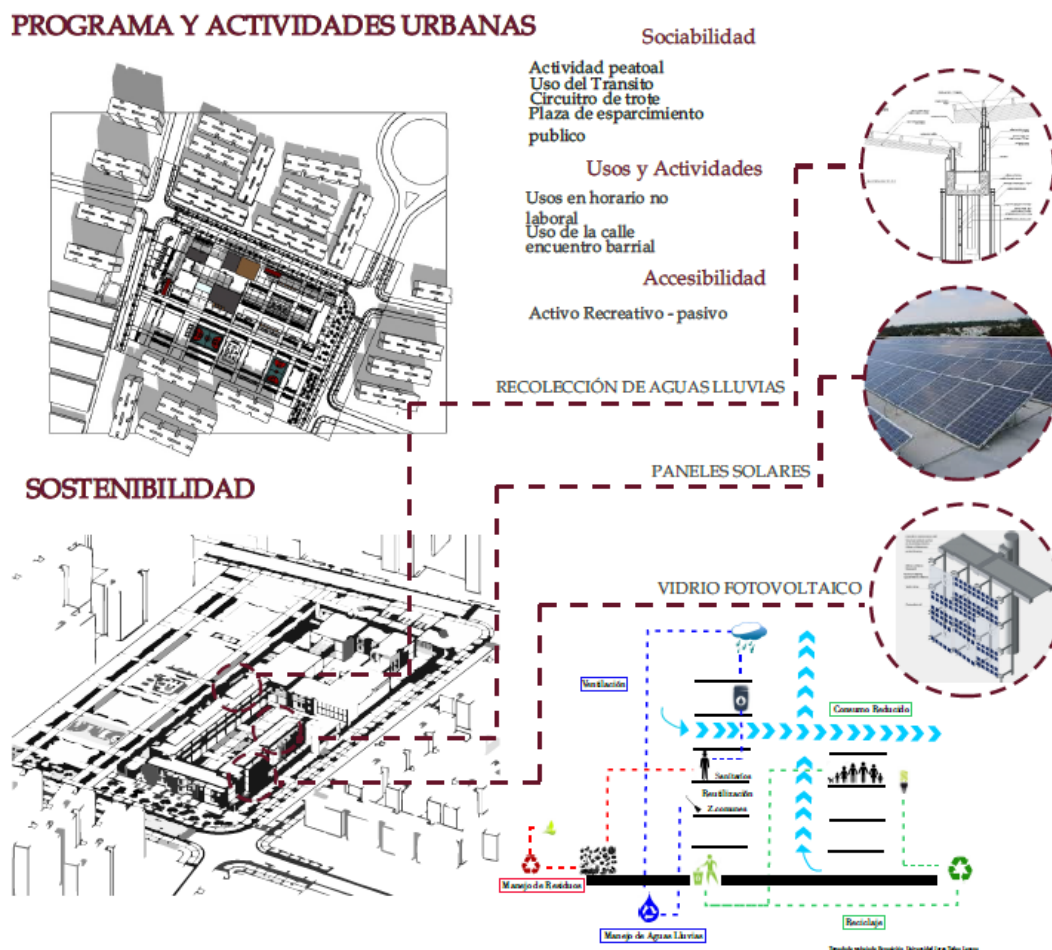 PROGRAMA Y ACTIVIDADES URBANAS
Sociabilidad
Actividad peatoal
Uso del Transito
Circuitro de trote
Plaza de esparcimiento
publico
Usos y Actividades
Usos en horario no
laboral
Uso de la calle
encuentro barrial
Accesibilidad
Activo Recreativo - pasivo
RECOLECCIÓN DE AGUAS LLUVIAS
PANELES SOLARES
SOSTENIBILIDAD
VIDRIO FOTOVOLTAICO
Ventilación
Consumo Reducido
Sanitarios
Reutilización
Z.comunes
Manejo de Residuos
Reciclaje
Manejo de Aguas Lluvias